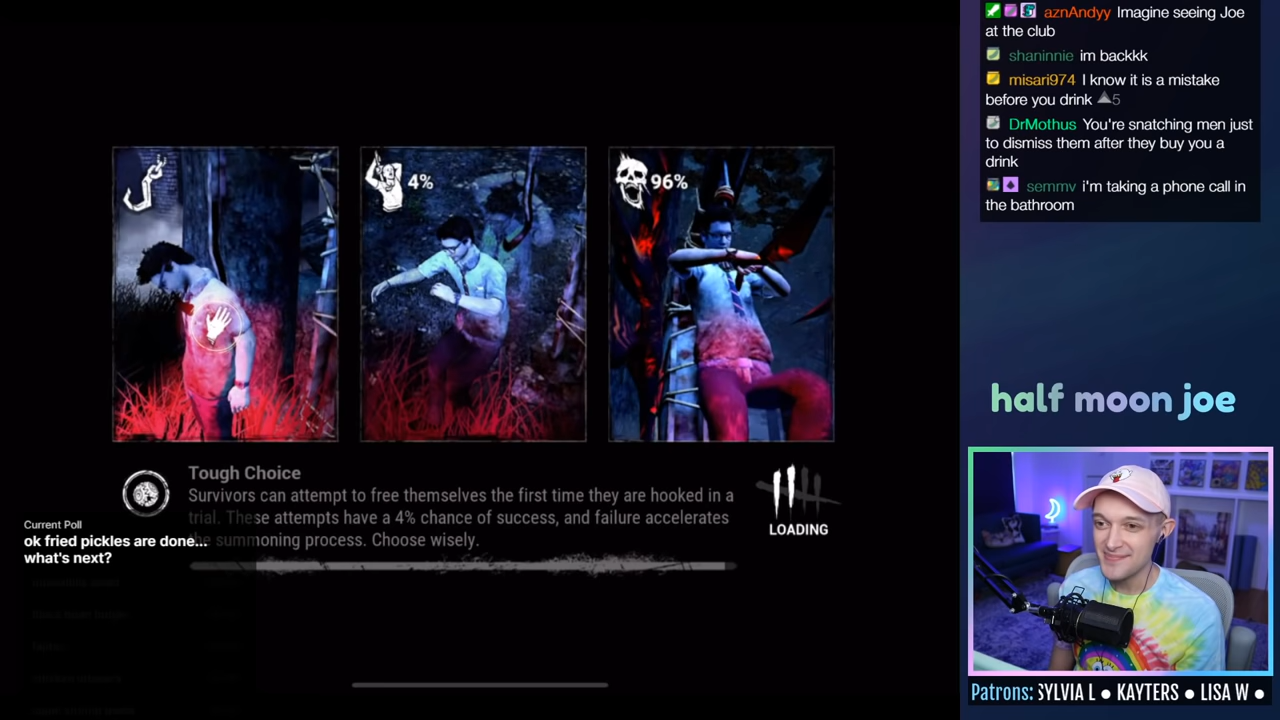 4%
96%
Tough Choice
Survivors can attempt to free themselves the first time they are hooked in a
trial. These attempts have a 4% chance of success, and failure accelerates
the summoning process. Choose wisely.
LOADING
Current Poll
ok fried pickles are done...
what's next?
aznAndyy Imagine seeing Joe
at the club
shaninnie im backkk
misari974 I know it is a mistake
before you drink 5
DrMothus You're snatching men just
to dismiss them after they buy you a
drink
semmv i'm taking a phone call in
the bathroom
half moon joe
Patrons: SYLVIA L ● KAYTERS ● LISA W ●